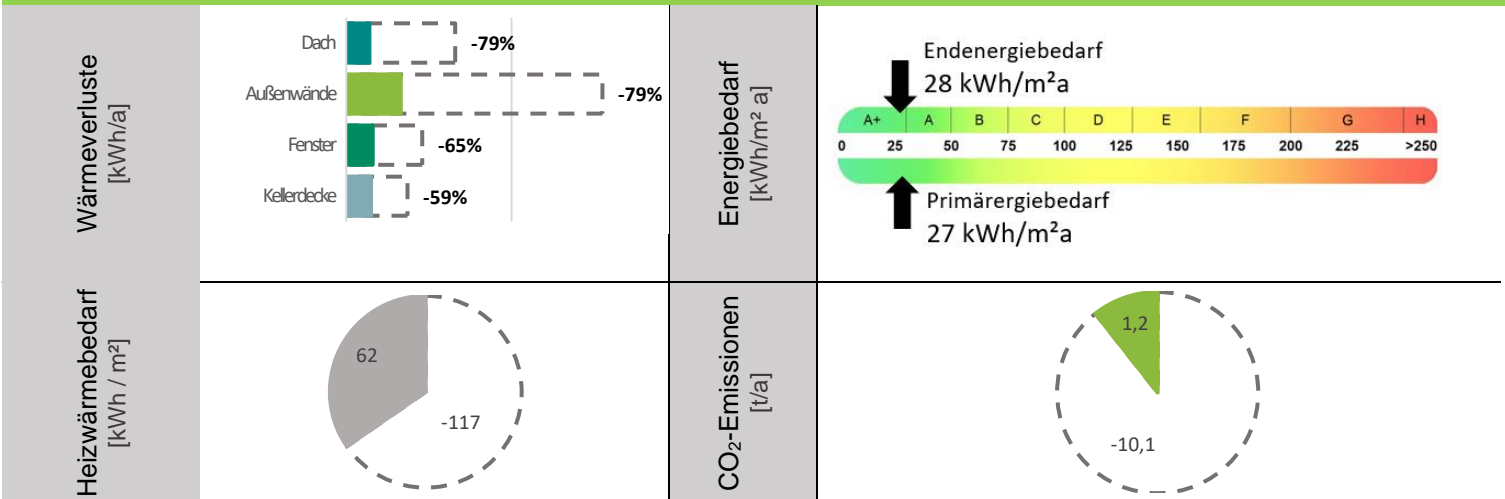 Wärmeverluste
[kWh/a]
Dach
-79%
Außenwände
-79%
Fenster
-65%
Kellerdecke
-59%
Energiebedarf
[kWh/m² a]
Endenergiebedarf
28 kWh/m²a
A+ A B C D E F G H
0 25 50 75 100 125 150 175 200 225 >250
Primärergiebedarf
27 kWh/m²a
Heizwärmebedarf
[kWh / m²]
62
-117
CO₂-Emissionen
[t/a]
1,2
-10,1